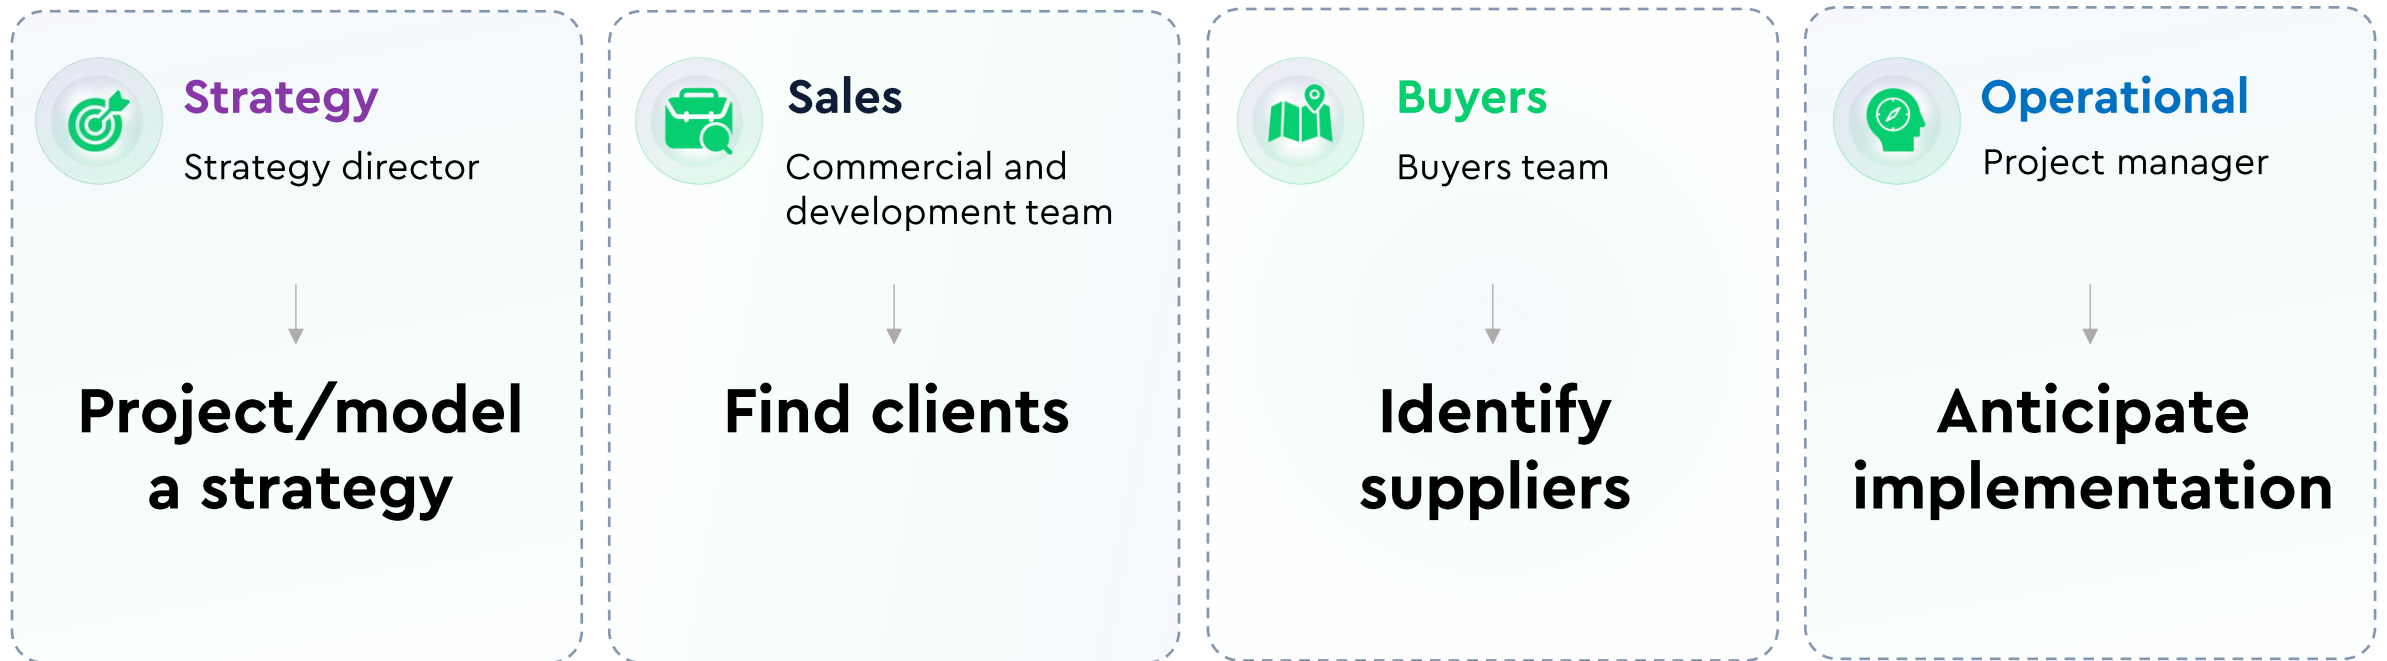 Strategy
Strategy director
Project/model
a strategy
Sales
Commercial and
development team
Find clients
Buyers
Buyers team
Identify
suppliers
Operational
Project manager
Anticipate
implementation